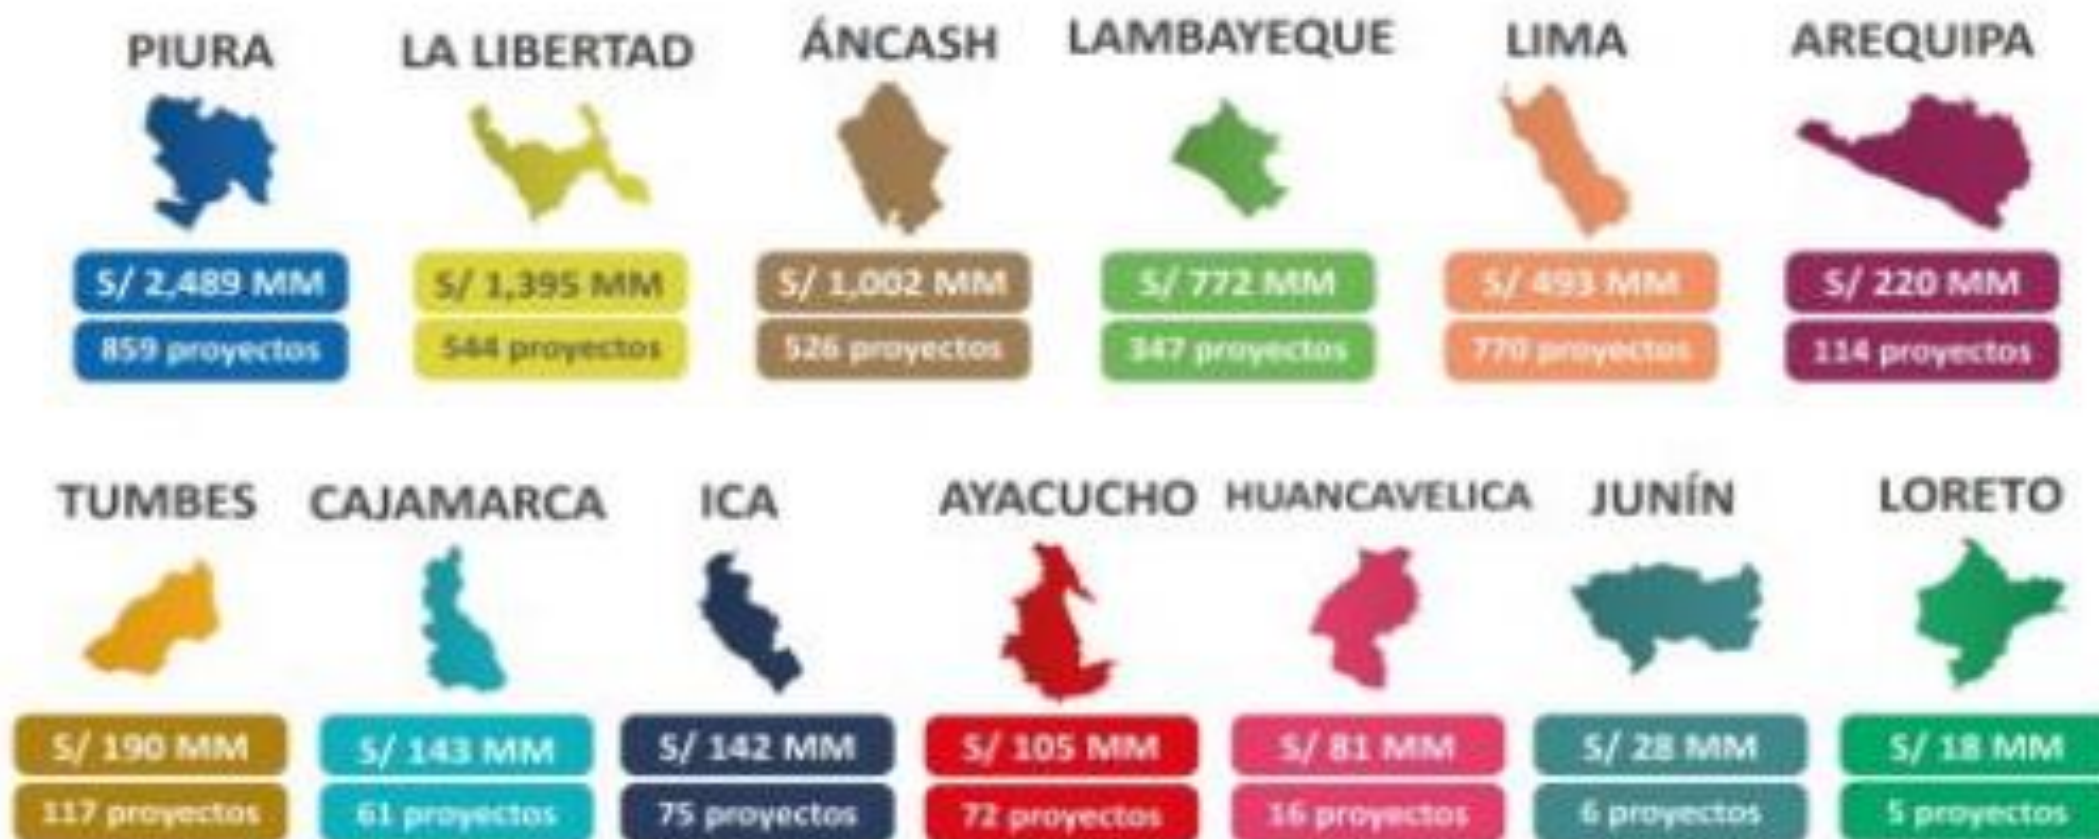 PIURA
LA LIBERTAD
ÁNCASH
LAMBAYEQUE
LIMA
AREQUIPA
S/ 2,489 MM
S/ 1,395 MM
S/ 1,002 MM
S/ 772 MM
S/ 493 MM
S/ 220 MM
859 proyectos
544 proyectos
526 proyectos
347 proyectos
770 proyectos
114 proyectos
TUMBES
CAJAMARCA
ICA
AYACUCHO
HUANCAVELICA
JUNÍN
LORETO
S/ 190 MM
S/ 143 MM
S/ 142 MM
S/ 105 MM
S/ 81 MM
S/ 28 MM
S/ 18 MM
117 proyectos
61 proyectos
75 proyectos
72 proyectos
16 proyectos
6 proyectos
5 proyectos